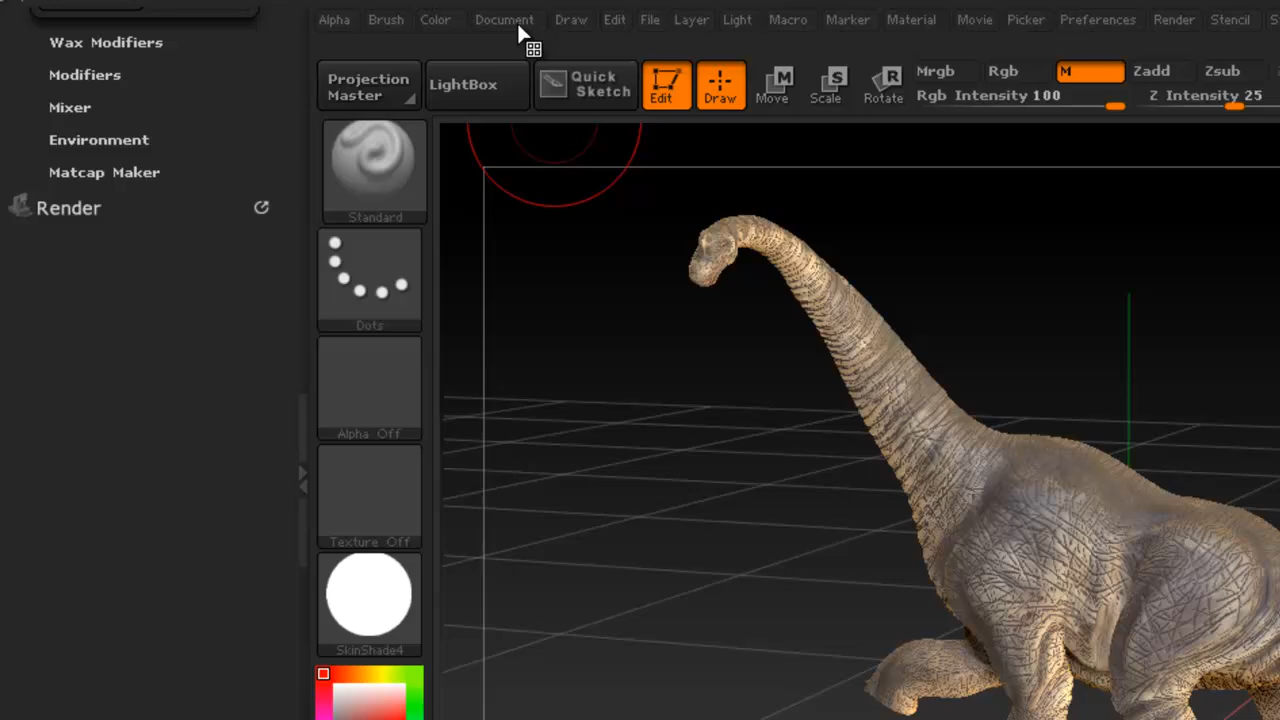 Alpha Brush Color Document Draw Edit File Layer Light Macro Marker Material Movie Picker Preferences Render Stencil S
Wax Modifiers
Modifiers
Mixer
Environment
Matcap Maker
Render
Projection
Master
LightBox
Quick
Sketch
Edit
Draw
M
Move
S
Scale
R
Rotate
Mrgb Rgb M Zadd Zsub
Rgb Intensity 100 Z Intensity 25
Standard
Dots
Alpha Off
Texture Off
SkinShade4